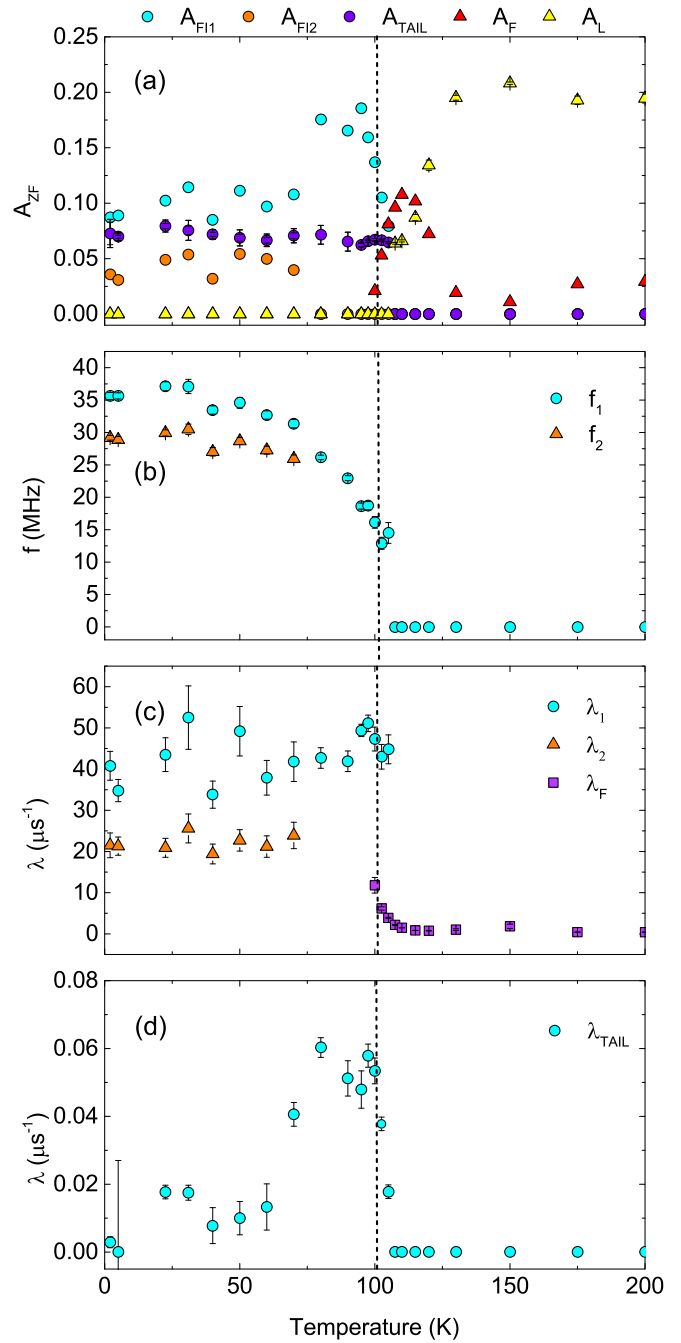 A_FI1 A_FI2 A_TAIL A_F A_L
0.25
0.20
0.15
0.10
0.05
0.00
A_ZF
(a)
45
40
35
30
25
20
15
10
5
0
f (MHz)
(b)
f_1
f_2
60
50
40
30
20
10
0
λ (μs⁻¹)
(c)
λ_1
λ_2
λ_F
0.08
0.06
0.04
0.02
0.00
λ (μs⁻¹)
(d)
λ_TAIL
0 50 100 150 200
Temperature (K)